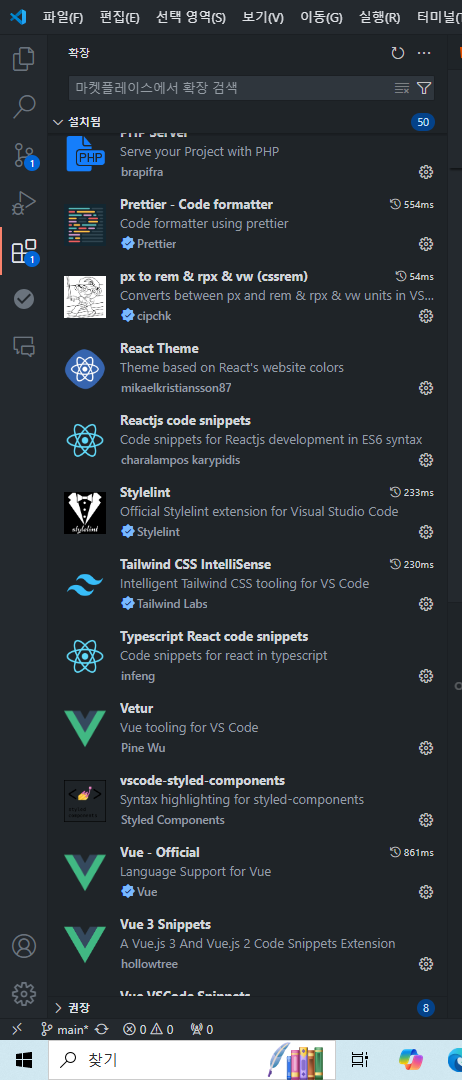 파일(F) 편집(E) 선택 영역(S) 보기(V) 이동(G) 실행(R) 터미널(
확장
마켓플레이스에서 확장 검색
설치됨 50
PHP Server
PHP
Serve your Project with PHP
brapifra
Prettier - Code formatter 554ms
Code formatter using prettier
Prettier
px to rem & rpx & vw (cssrem) 54ms
Converts between px and rem & rpx & vw units in VS...
cipchk
React Theme
Theme based on React's website colors
mikaelkristiansson87
Reactjs code snippets
Code snippets for Reactjs development in ES6 syntax
charalampos karypidis
Stylelint 233ms
Official Stylelint extension for Visual Studio Code
stylelint
Stylelint
Tailwind CSS IntelliSense 230ms
Intelligent Tailwind CSS tooling for VS Code
Tailwind Labs
Typescript React code snippets
Code snippets for react in typescript
infeng
Vetur
Vue tooling for VS Code
Pine Wu
vscode-styled-components
Syntax highlighting for styled-components
Styled Components
Vue - Official 861ms
Language Support for Vue
Vue
Vue 3 Snippets
A Vue.js 3 And Vue.js 2 Code Snippets Extension
hollowtree
Vue VSCode Snippets
권장 8
1
1
main* 0 0 0
찾기